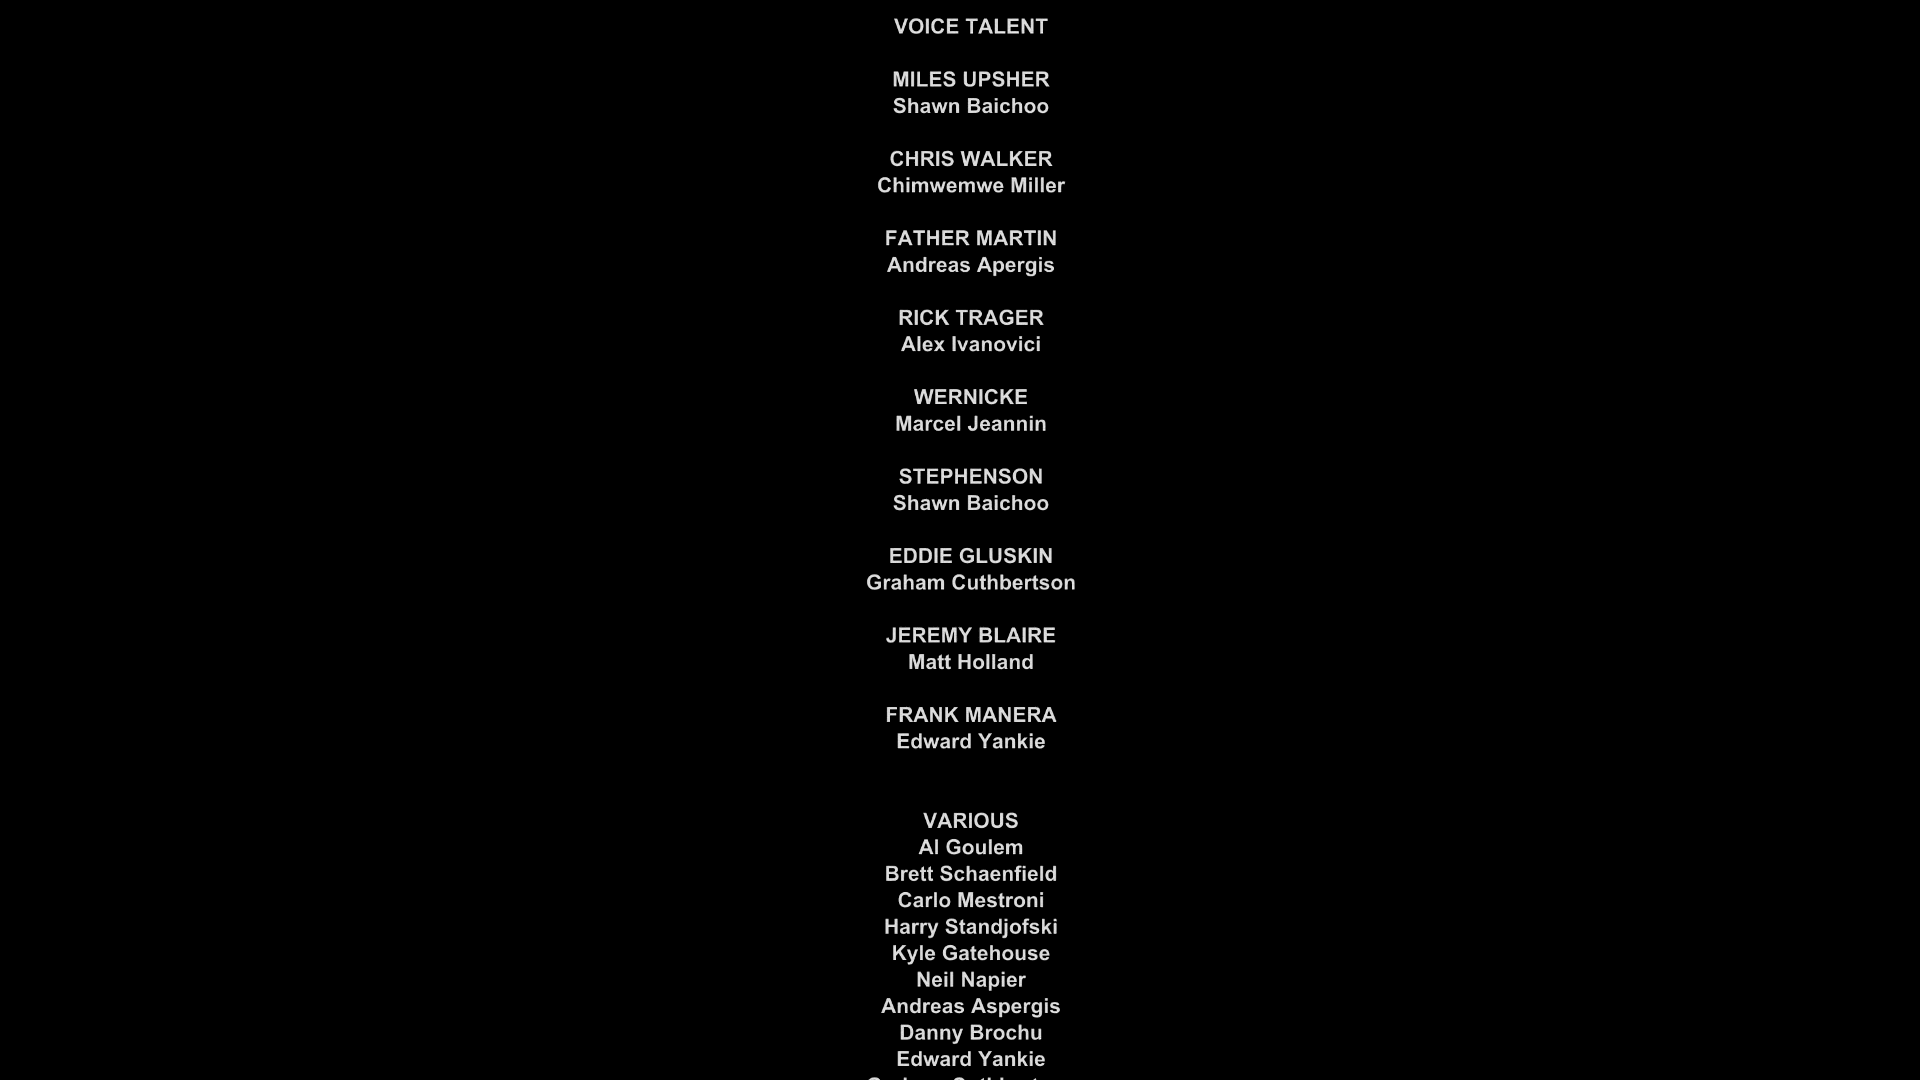 VOICE TALENT
MILES UPSHER
Shawn Baichoo
CHRIS WALKER
Chimwemwe Miller
FATHER MARTIN
Andreas Apergis
RICK TRAGER
Alex Ivanovici
WERNICKE
Marcel Jeannin
STEPHENSON
Shawn Baichoo
EDDIE GLUSKIN
Graham Cuthbertson
JEREMY BLAIRE
Matt Holland
FRANK MANERA
Edward Yankie
VARIOUS
Al Goulem
Brett Schaenfield
Carlo Mestroni
Harry Standjofski
Kyle Gatehouse
Neil Napier
Andreas Aspergis
Danny Brochu
Edward Yankie